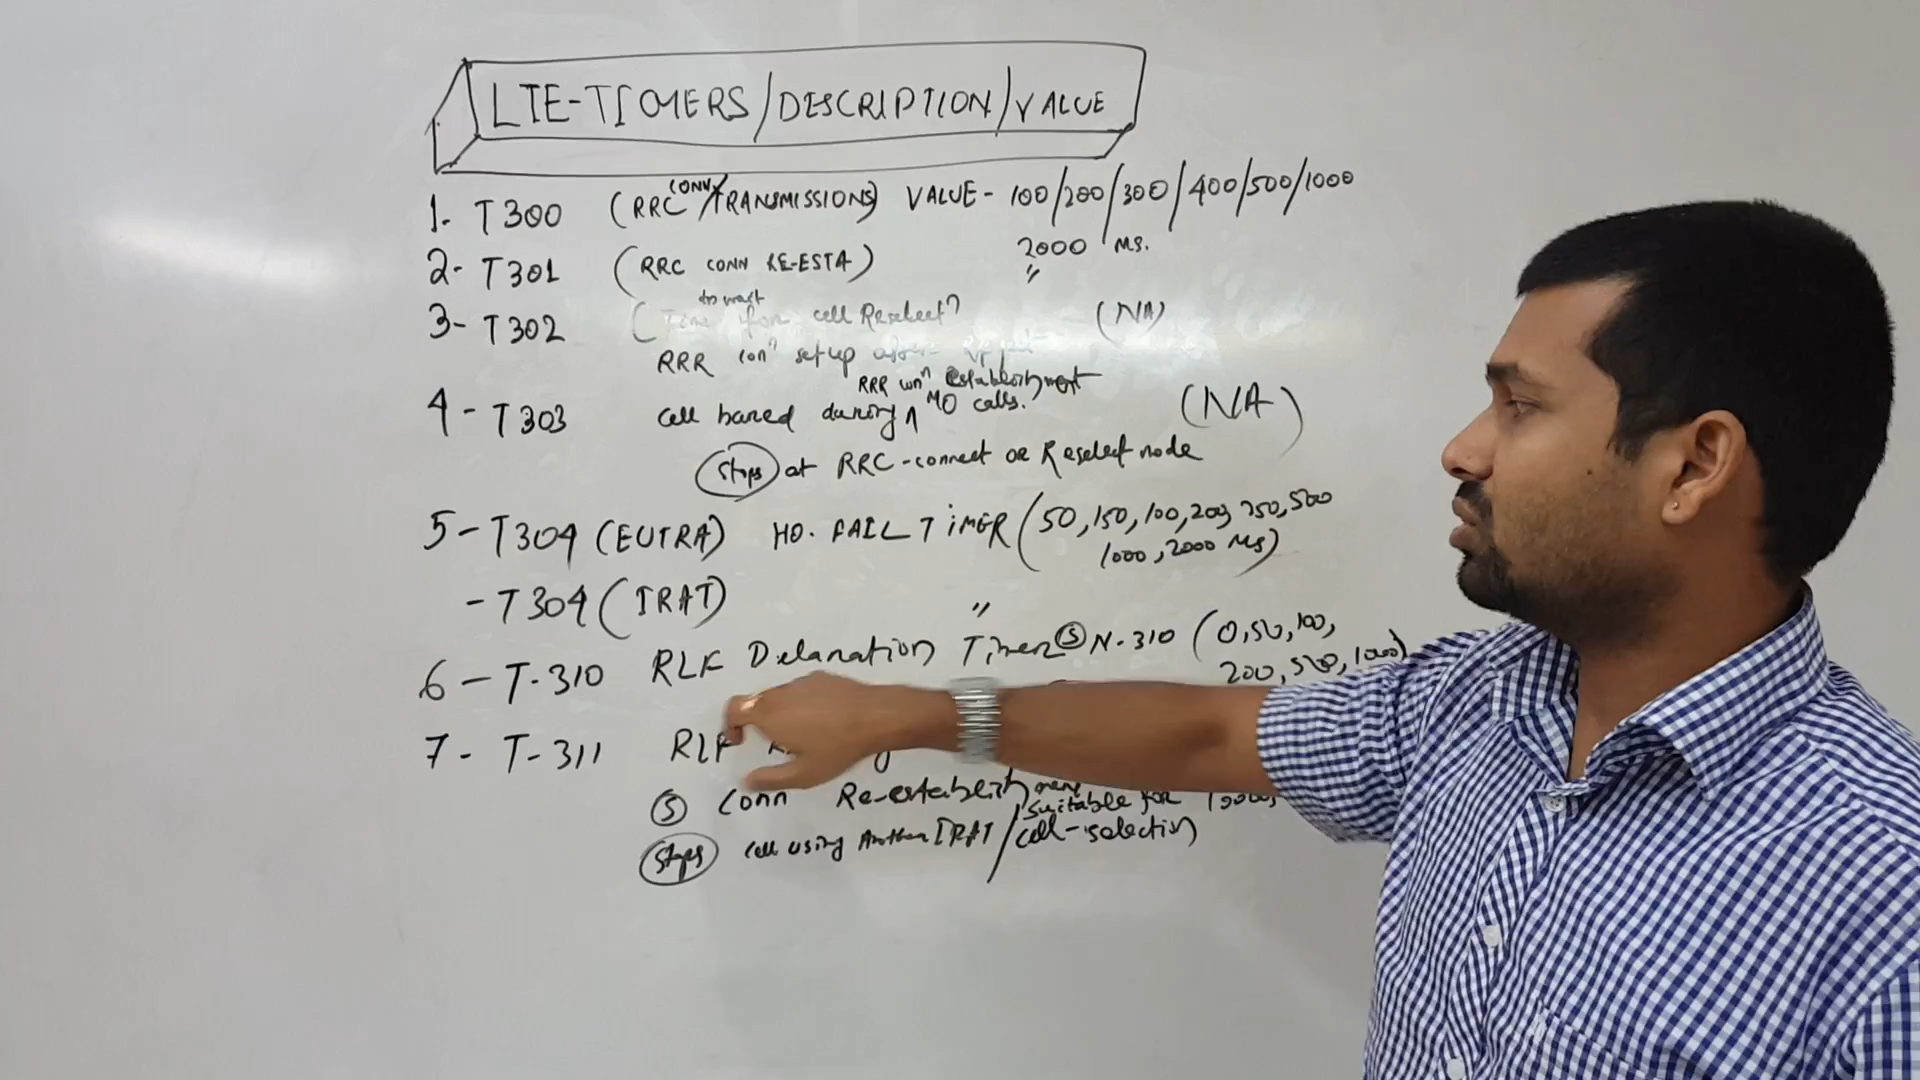 LTE-TIMERS/DESCRIPTION/VALUE
1- T300 (RRC CONN/TRANSMISSIONS) VALUE - 100/200/300/400/500/1000
2000 MS.
2- T301 (RRC CONN RE-ESTA) "
3- T302 (Time to wait for cell Reselect? (NA)
RRR conn setup after
RRR conn establishment
4- T303 cell bared during ^ MO calls. (NA)
Stops at RRC-connect or Reselect node
5- T304 (EUTRA) HO. FAIL TIMER (50, 150, 100, 200, 750, 500
1000, 2000 Ms)
- T304 (IRAT) "
6- T-310 RLF Delaration Timer (S) N-310 (0, 50, 100,
200, 500, 1000)
7- T-311 RLF
(S) Conn Re-establishment
Stops cell using Another IRAT / suitable for cell-selection